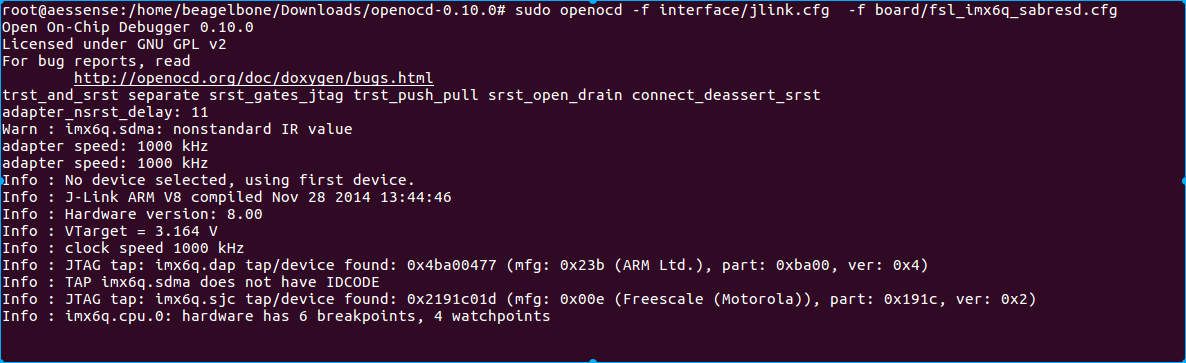 root@aessense:/home/beagelbone/Downloads/openocd-0.10.0# sudo openocd -f interface/jlink.cfg  -f board/fsl_imx6q_sabresd.cfg
Open On-Chip Debugger 0.10.0
Licensed under GNU GPL v2
For bug reports, read
        http://openocd.org/doc/doxygen/bugs.html
trst_and_srst separate srst_gates_jtag trst_push_pull srst_open_drain connect_deassert_srst
adapter_nsrst_delay: 11
Warn : imx6q.sdma: nonstandard IR value
adapter speed: 1000 kHz
adapter speed: 1000 kHz
Info : No device selected, using first device.
Info : J-Link ARM V8 compiled Nov 28 2014 13:44:46
Info : Hardware version: 8.00
Info : VTarget = 3.164 V
Info : clock speed 1000 kHz
Info : JTAG tap: imx6q.dap tap/device found: 0x4ba00477 (mfg: 0x23b (ARM Ltd.), part: 0xba00, ver: 0x4)
Info : TAP imx6q.sdma does not have IDCODE
Info : JTAG tap: imx6q.sjc tap/device found: 0x2191c01d (mfg: 0x00e (Freescale (Motorola)), part: 0x191c, ver: 0x2)
Info : imx6q.cpu.0: hardware has 6 breakpoints, 4 watchpoints